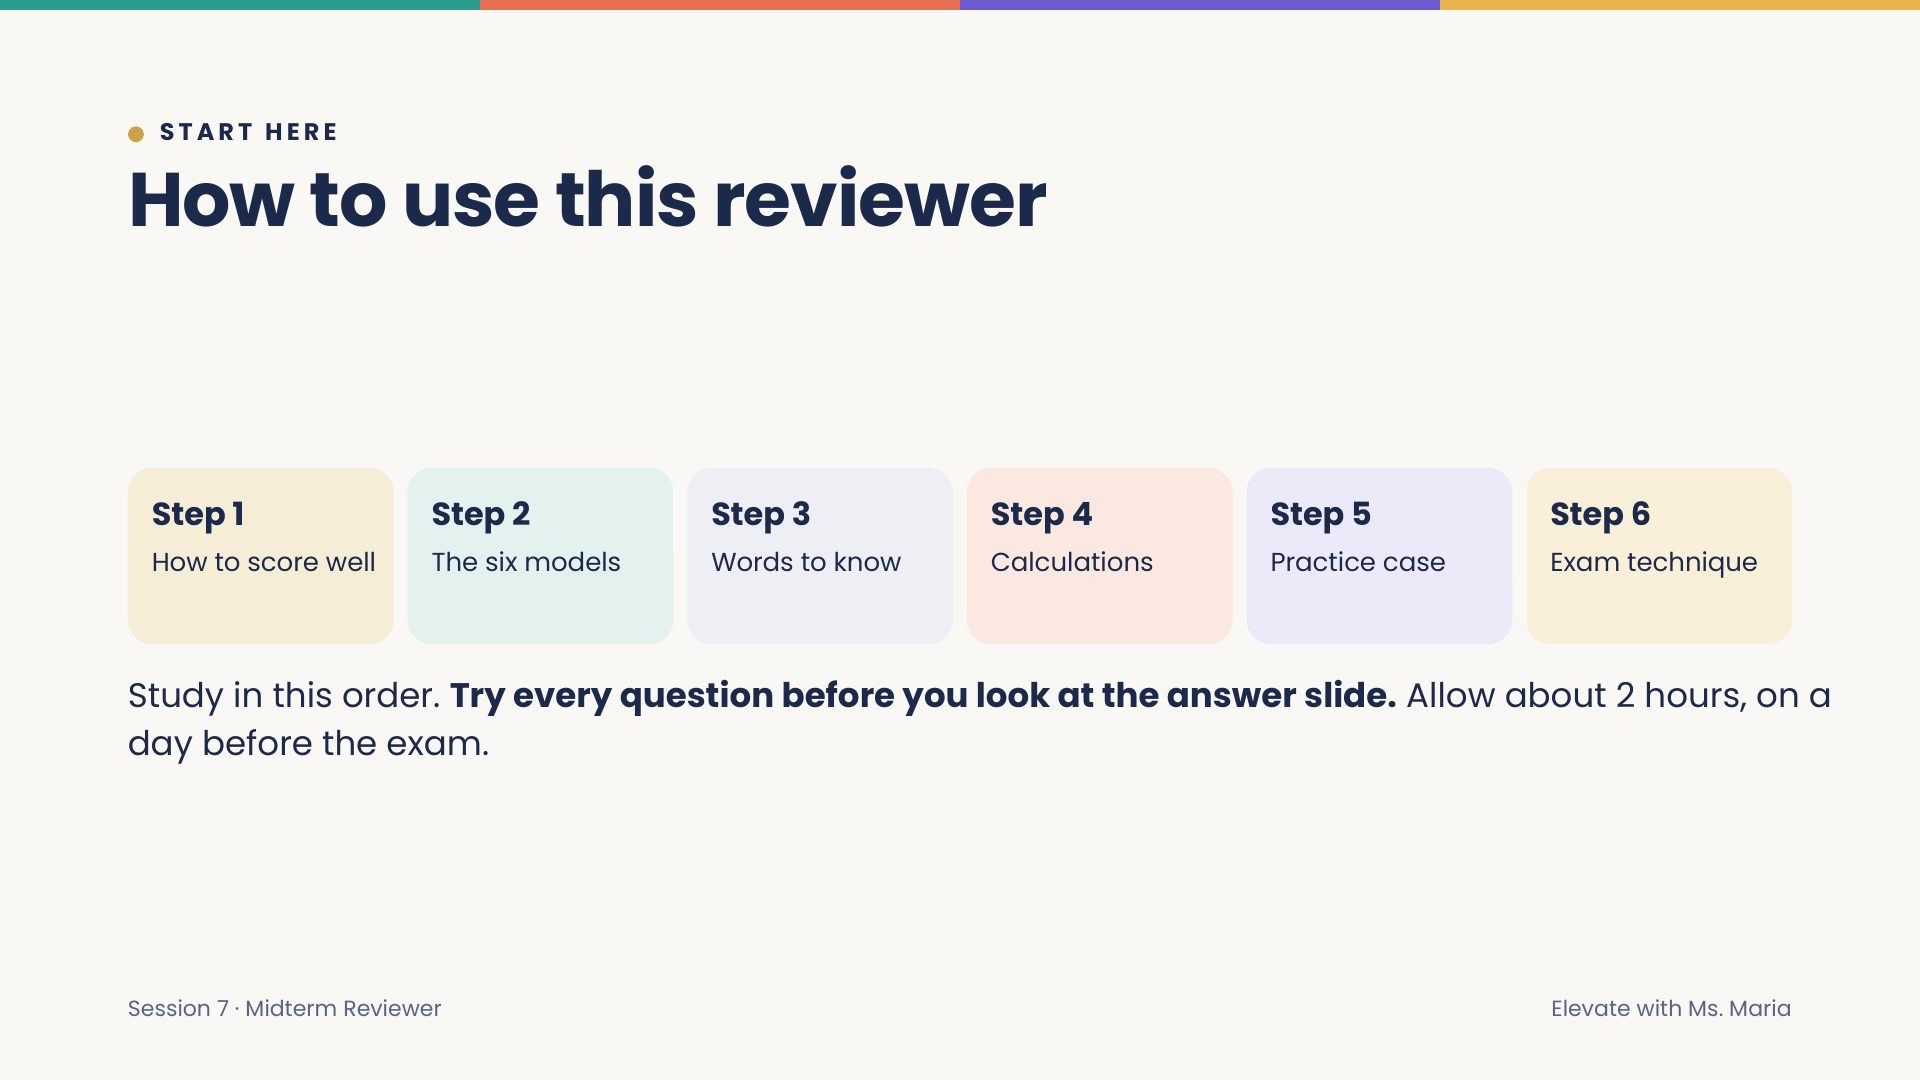 START HERE
How to use this reviewer
Step 1
How to score well
Step 2
The six models
Step 3
Words to know
Step 4
Calculations
Step 5
Practice case
Step 6
Exam technique
Study in this order. Try every question before you look at the answer slide. Allow about 2 hours, on a
day before the exam.
Session 7 · Midterm Reviewer
Elevate with Ms. Maria